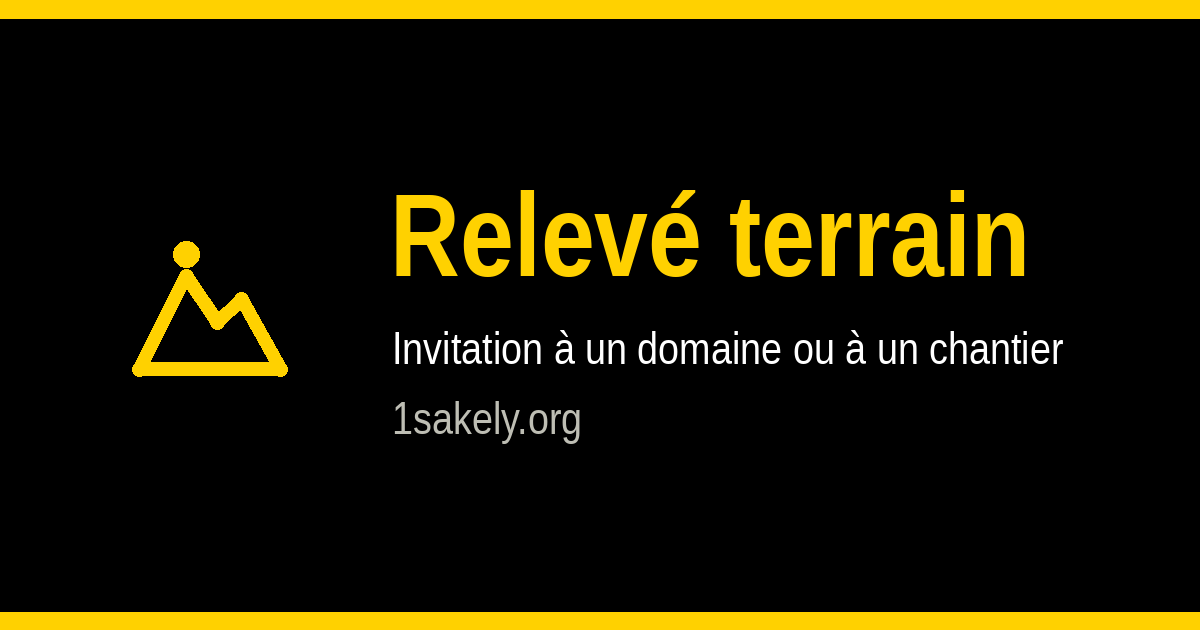 Relevé terrain
Invitation à un domaine ou à un chantier
1sakely.org